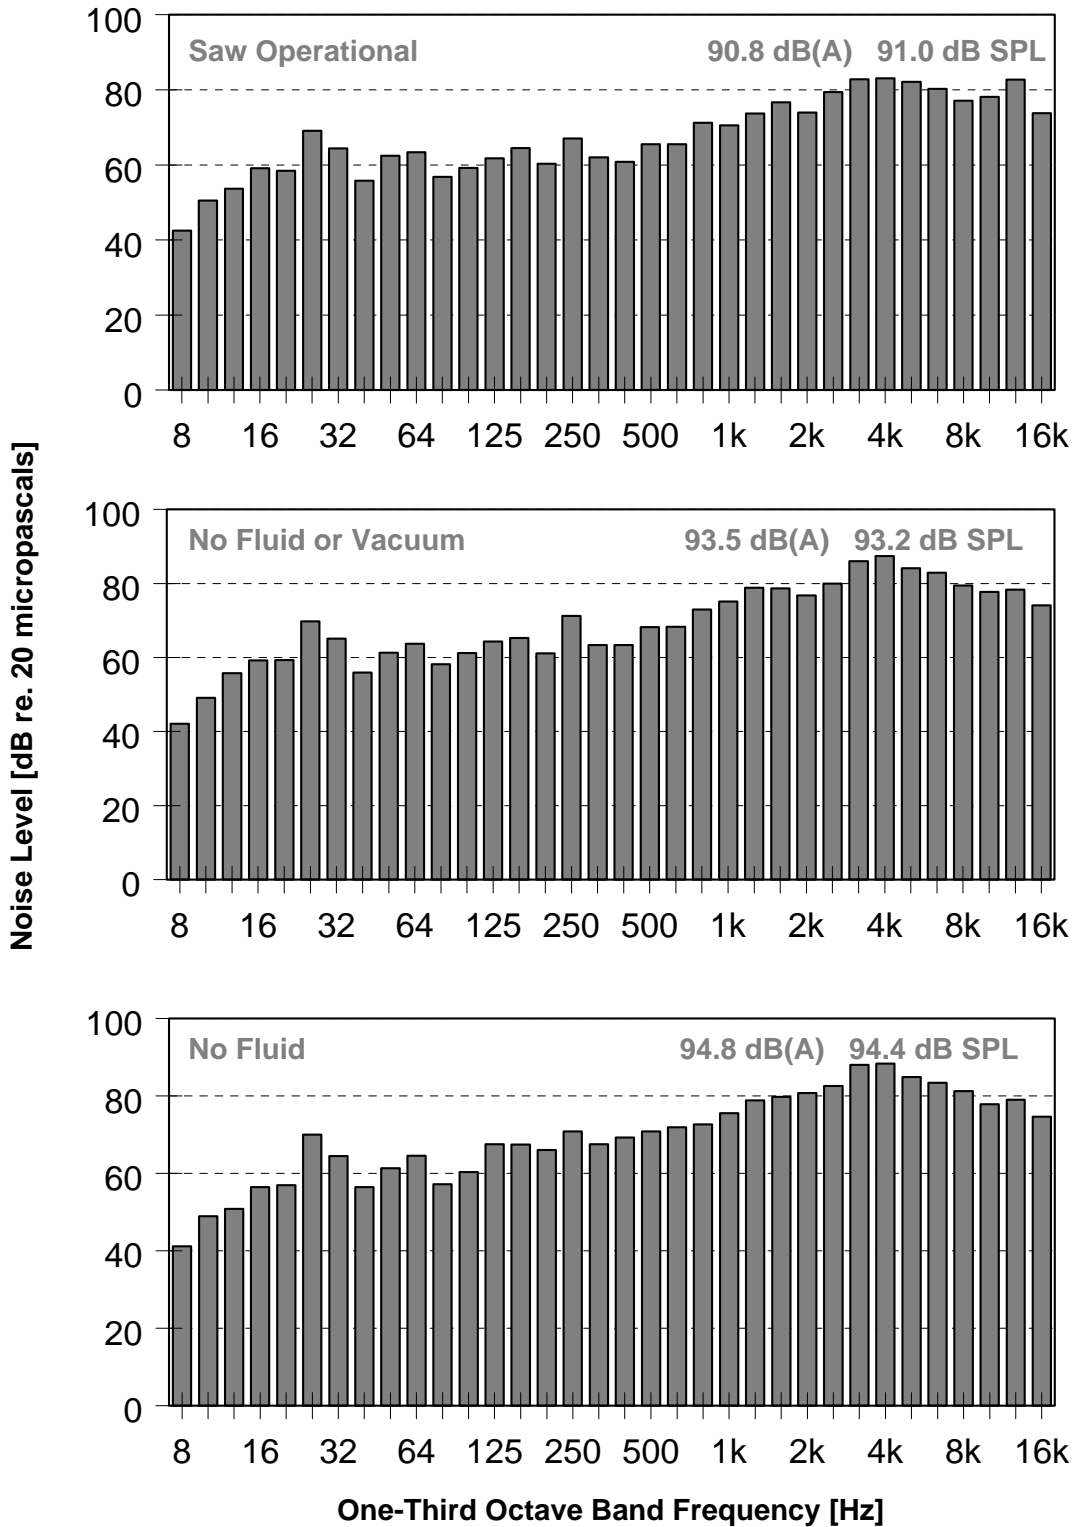 Noise Level [dB re. 20 micropascals]
Saw Operational 90.8 dB(A) 91.0 dB SPL
100
80
60
40
20
0
8 16 32 64 125 250 500 1k 2k 4k 8k 16k
No Fluid or Vacuum 93.5 dB(A) 93.2 dB SPL
100
80
60
40
20
0
8 16 32 64 125 250 500 1k 2k 4k 8k 16k
No Fluid 94.8 dB(A) 94.4 dB SPL
100
80
60
40
20
0
8 16 32 64 125 250 500 1k 2k 4k 8k 16k
One-Third Octave Band Frequency [Hz]